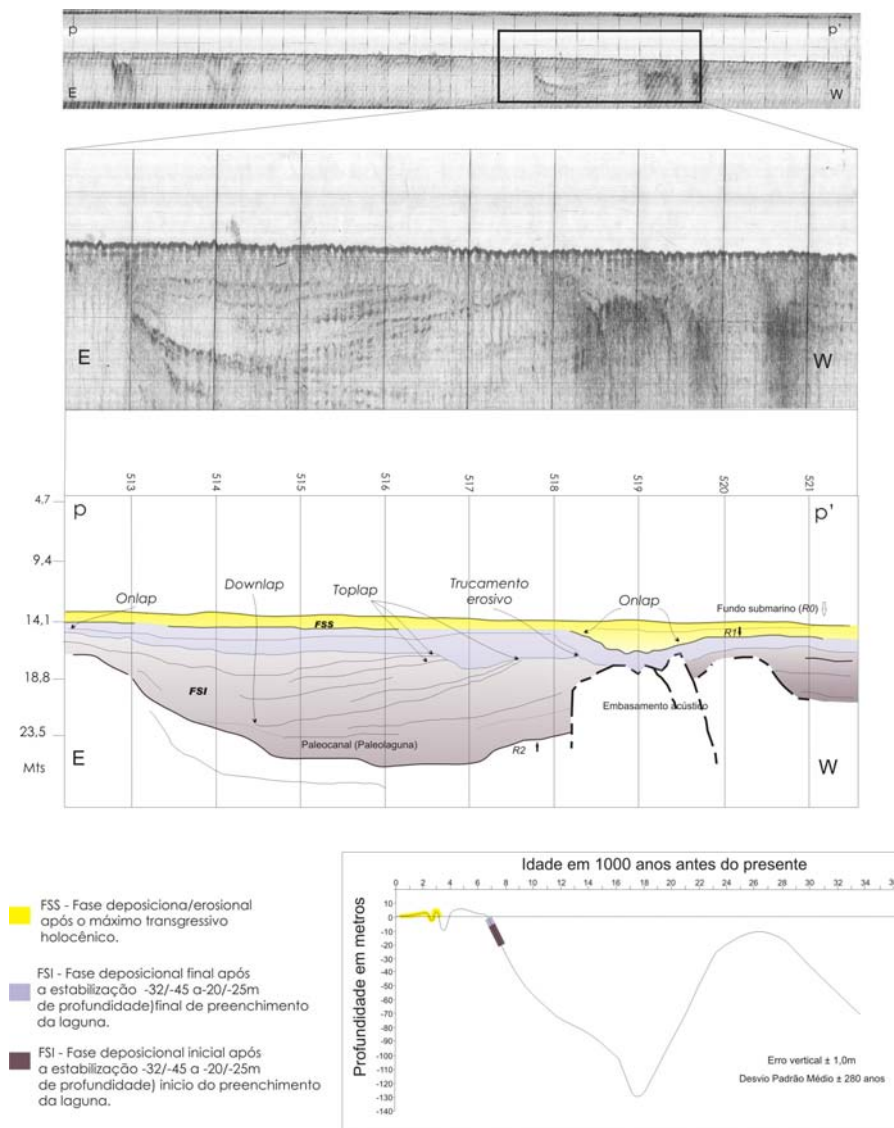 p
p'
E
W
E
W
513
514
515
516
517
518
519
520
521
4,7
p
p'
9,4
Onlap
Downlap
Toplap
Trucamento
erosivo
Onlap
Fundo submarino (R0)
14,1
FSS
R1
18,8
FSI
Embasamento acústico
23,5
Paleocanal (Paleolaguna)
R2
Mts
E
W
FSS - Fase deposiciona/erosional
após o máximo transgressivo
holocênico.
FSI - Fase deposicional final após
a estabilização -32/-45 a-20/-25m
de profundidade)final de preenchimento
da laguna.
FSI - Fase deposicional inicial após
a estabilização -32/-45 a-20/-25m
de profundidade) inicio do preenchimento
da laguna.
Idade em 1000 anos antes do presente
0 2 4 6 8 10 12 14 16 18 20 22 24 26 28 30 32 34 36
Profundidade em metros
10
0
-10
-20
-30
-40
-50
-60
-70
-80
-90
-100
-110
-120
-130
-140
Erro vertical ± 1,0m
Desvio Padrão Médio ± 280 anos